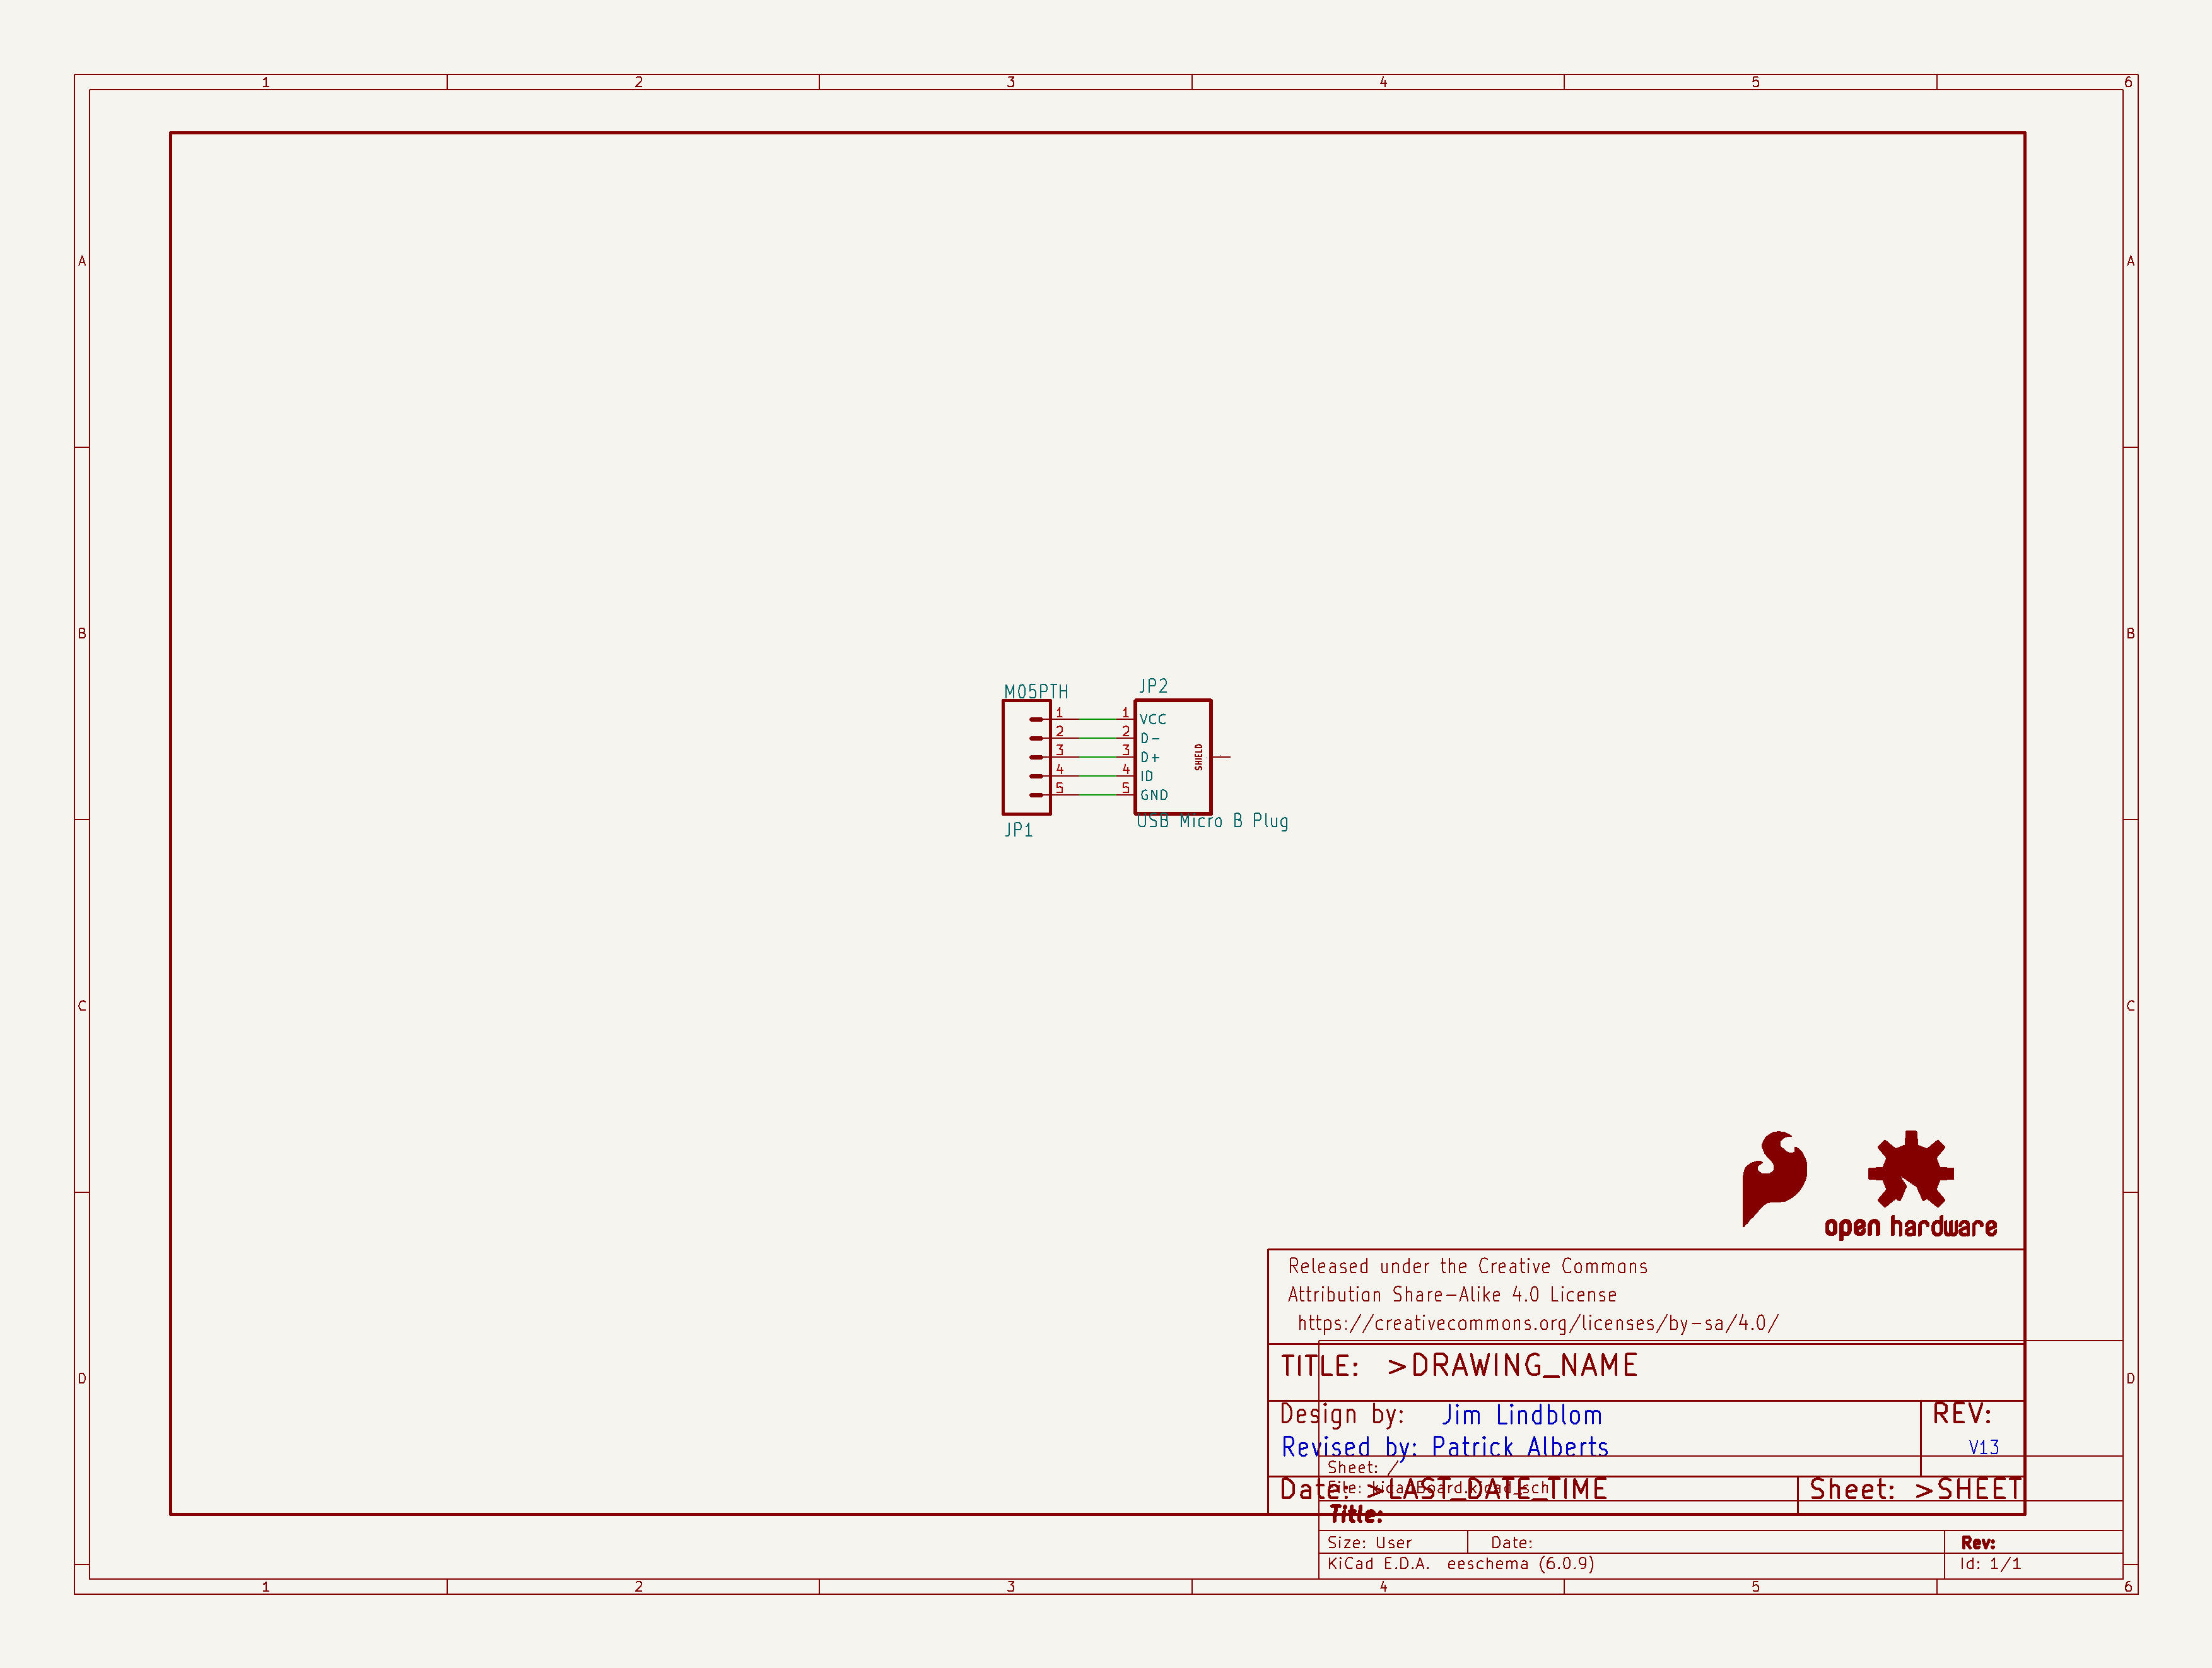 1 2 3 4 5 6
A A
B B
M05PTH JP2
1 1 VCC
2 2 D-
3 3 D+
SHIELD
4 4 ID
5 5 GND
USB Micro B Plug
JP1
C C
open hardware
Released under the Creative Commons
Attribution Share-Alike 4.0 License
https://creativecommons.org/licenses/by-sa/4.0/
TITLE: >DRAWING_NAME
D D
Design by: Jim Lindblom REV:
Revised by: Patrick Alberts V13
Sheet: /
File: kicadBoard.kicad_sch
Date: >LAST_DATE_TIME Sheet: >SHEET
Title:
Size: User Date: Rev:
KiCad E.D.A. eeschema (6.0.9) Id: 1/1
1 2 3 4 5 6